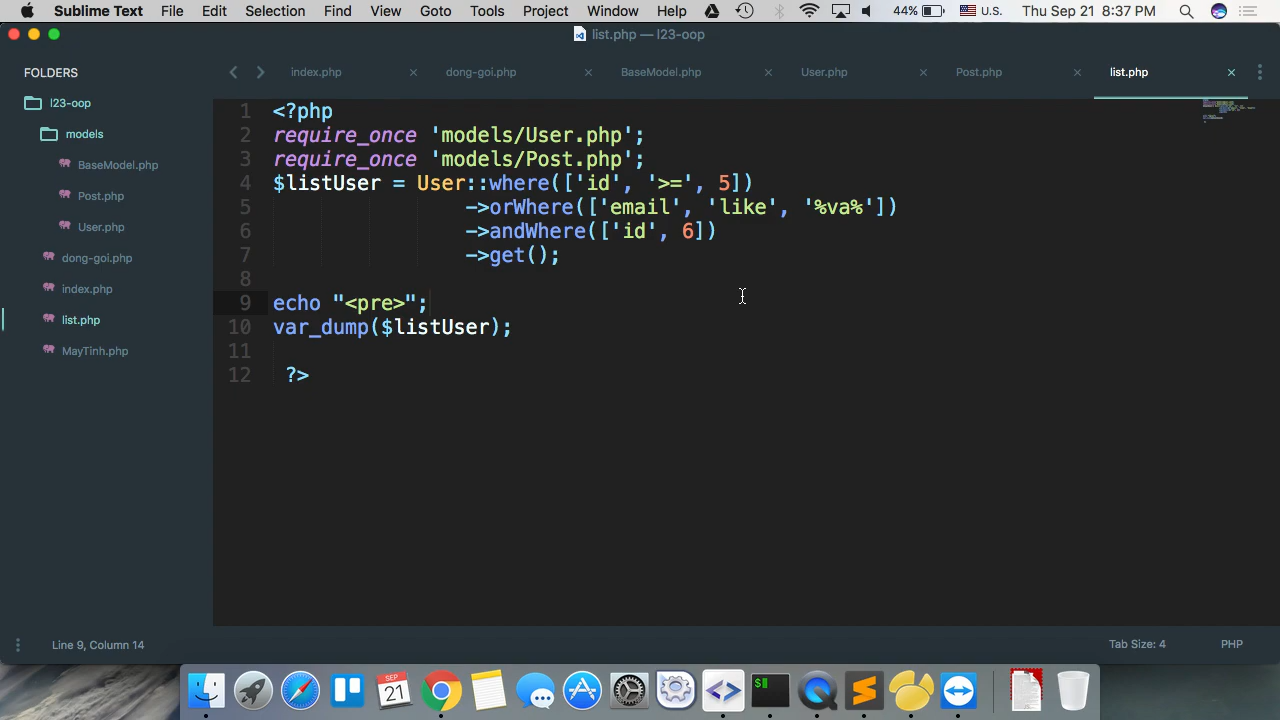 Sublime Text File Edit Selection Find View Goto Tools Project Window Help 44% U.S. Thu Sep 21 8:37 PM
list.php — l23-oop
FOLDERS
l23-oop
models
BaseModel.php
Post.php
User.php
dong-goi.php
index.php
list.php
MayTinh.php
index.php dong-goi.php BaseModel.php User.php Post.php list.php
1 <?php
2 require_once 'models/User.php';
3 require_once 'models/Post.php';
4 $listUser = User::where(['id', '>=', 5])
5 ->orWhere(['email', 'like', '%va%'])
6 ->andWhere(['id', 6])
7 ->get();
8
9 echo "<pre>";
10 var_dump($listUser);
11
12 ?>
Line 9, Column 14 Tab Size: 4 PHP
SEP
21
$